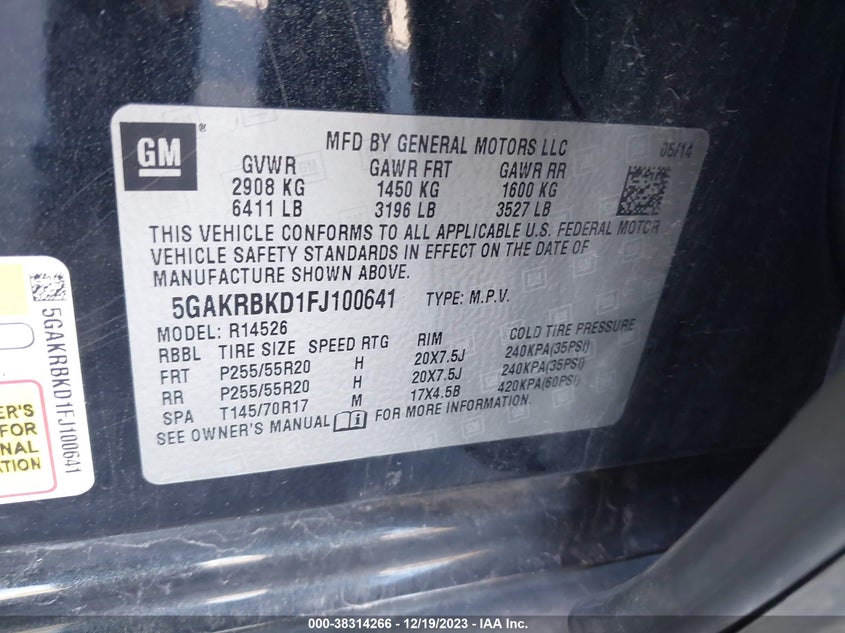 GM ®
MFD BY GENERAL MOTORS LLC 05/14
GVWR GAWR FRT GAWR RR
2908 KG 1450 KG 1600 KG
6411 LB 3196 LB 3527 LB
THIS VEHICLE CONFORMS TO ALL APPLICABLE U.S. FEDERAL MOTOR
VEHICLE SAFETY STANDARDS IN EFFECT ON THE DATE OF
MANUFACTURE SHOWN ABOVE.
5GAKRBKD1FJ100641 TYPE: M.P.V.
MODEL: R14526
RBBL TIRE SIZE SPEED RTG RIM COLD TIRE PRESSURE
FRT P255/55R20 H 20X7.5J 240KPA(35PSI)
RR P255/55R20 H 20X7.5J 240KPA(35PSI)
SPA T145/70R17 M 17X4.5B 420KPA(60PSI)
SEE OWNER'S MANUAL i FOR MORE INFORMATION.
5GAKRBKD1FJ100641
ER'S
FOR
NAL
ATION
000-38314266 - 12/19/2023 - IAA Inc.